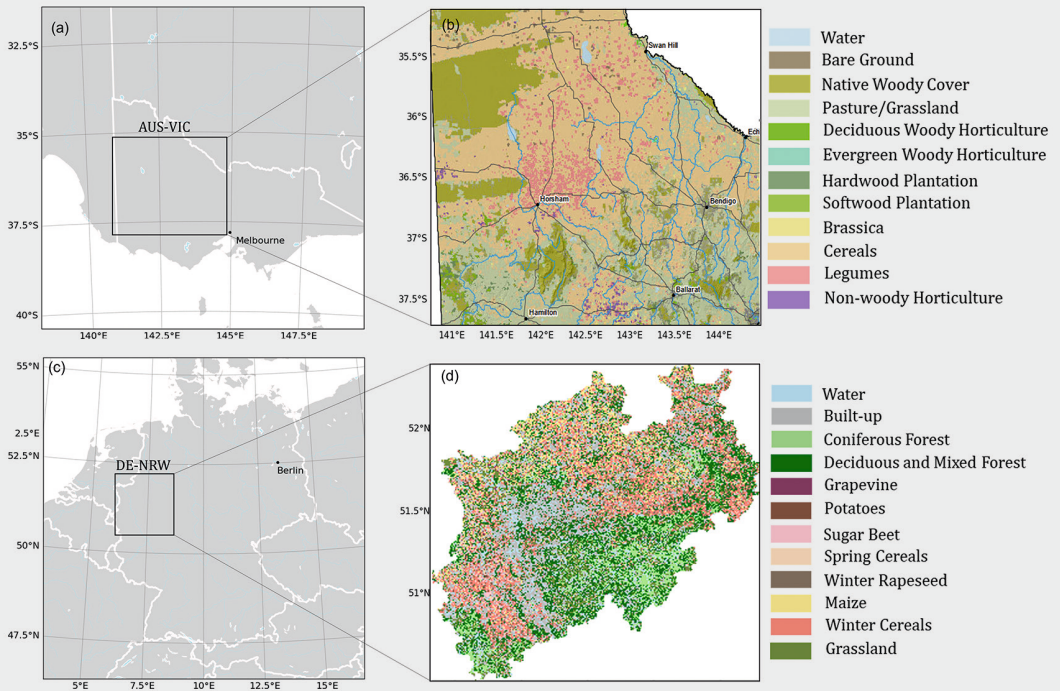 (a)
32.5°S
35°S
37.5°S
40°S
AUS-VIC
Melbourne
140°E
142.5°E
145°E
147.5°E
(b)
35.5°S
36°S
36.5°S
37°S
37.5°S
Swan Hill
Ech
Horsham
Bendigo
Ballarat
Hamilton
141°E
141.5°E
142°E
142.5°E
143°E
143.5°E
144°E
Water
Bare Ground
Native Woody Cover
Pasture/Grassland
Deciduous Woody Horticulture
Evergreen Woody Horticulture
Hardwood Plantation
Softwood Plantation
Brassica
Cereals
Legumes
Non-woody Horticulture
(c)
55°N
2.5°N
52.5°N
50°N
47.5°N
DE-NRW
Berlin
5°E
7.5°E
10°E
12.5°E
15°E
(d)
52°N
51.5°N
51°N
Water
Built-up
Coniferous Forest
Deciduous and Mixed Forest
Grapevine
Potatoes
Sugar Beet
Spring Cereals
Winter Rapeseed
Maize
Winter Cereals
Grassland